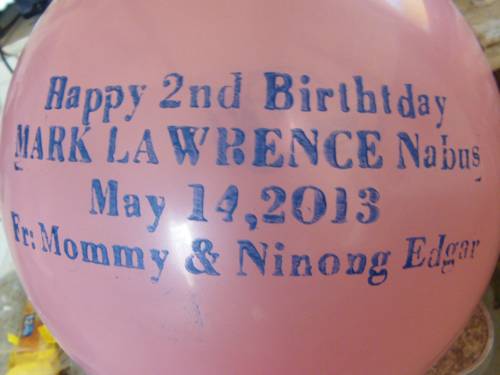 Happy 2nd Birthtday
MARK LAWRENCE Nabus
May 14,2013
Fr: Mommy & Ninong Edgar